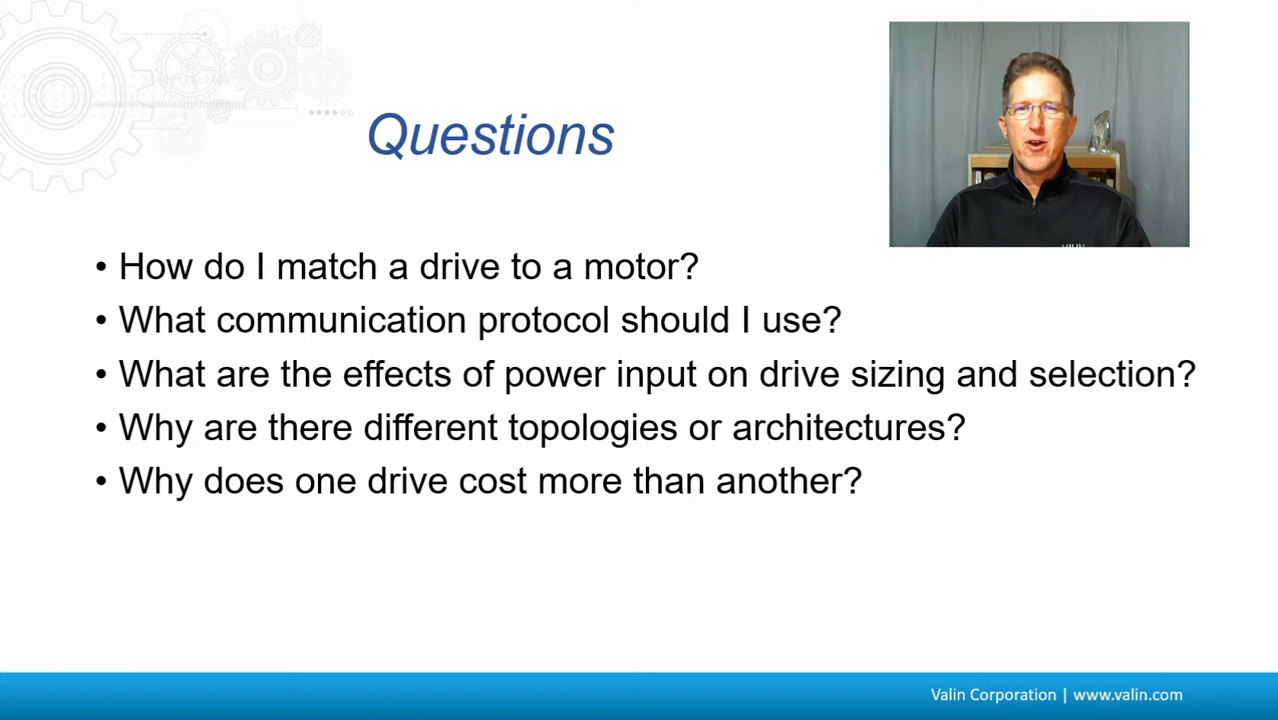 Questions
• How do I match a drive to a motor?
• What communication protocol should I use?
• What are the effects of power input on drive sizing and selection?
• Why are there different topologies or architectures?
• Why does one drive cost more than another?
Valin Corporation | www.valin.com